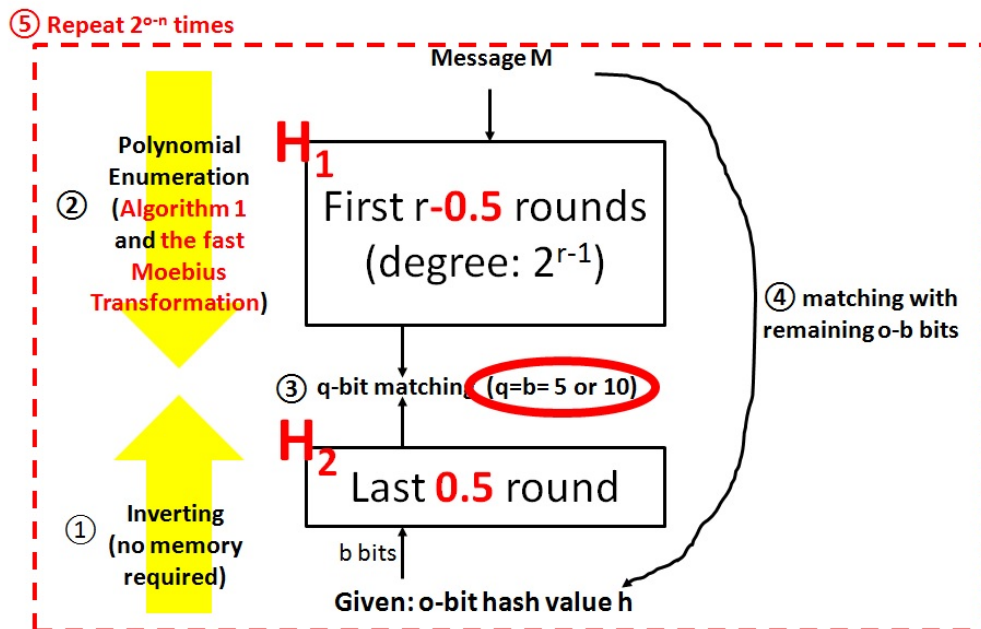 ⑤ Repeat 2ᵒ⁻ⁿ times
Message M
H₁
Polynomial
Enumeration
② (Algorithm 1
and the fast
Moebius
Transformation)
First r-0.5 rounds
(degree: 2ʳ⁻¹)
④ matching with
remaining o-b bits
③ q-bit matching (q=b= 5 or 10)
H₂
Last 0.5 round
① Inverting
(no memory
required)
b bits
Given: o-bit hash value h